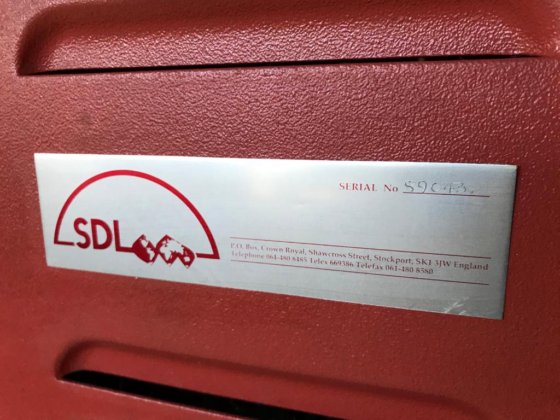 SERIAL No S9C43.
SDL
P.O. Box, Crown Royal, Shawcross Street, Stockport, SK1 3JW England
Telephone 061-480 8485 Telex 669386 Telefax 061-480 8580